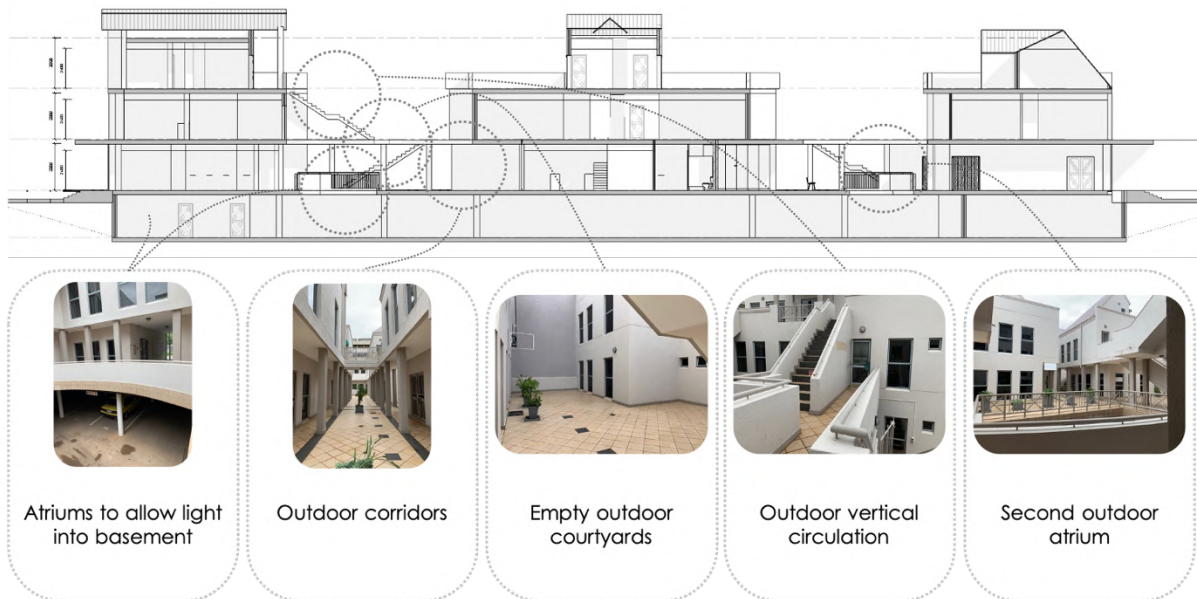 Atriums to allow light
into basement
Outdoor corridors
Empty outdoor
courtyards
Outdoor vertical
circulation
Second outdoor
atrium